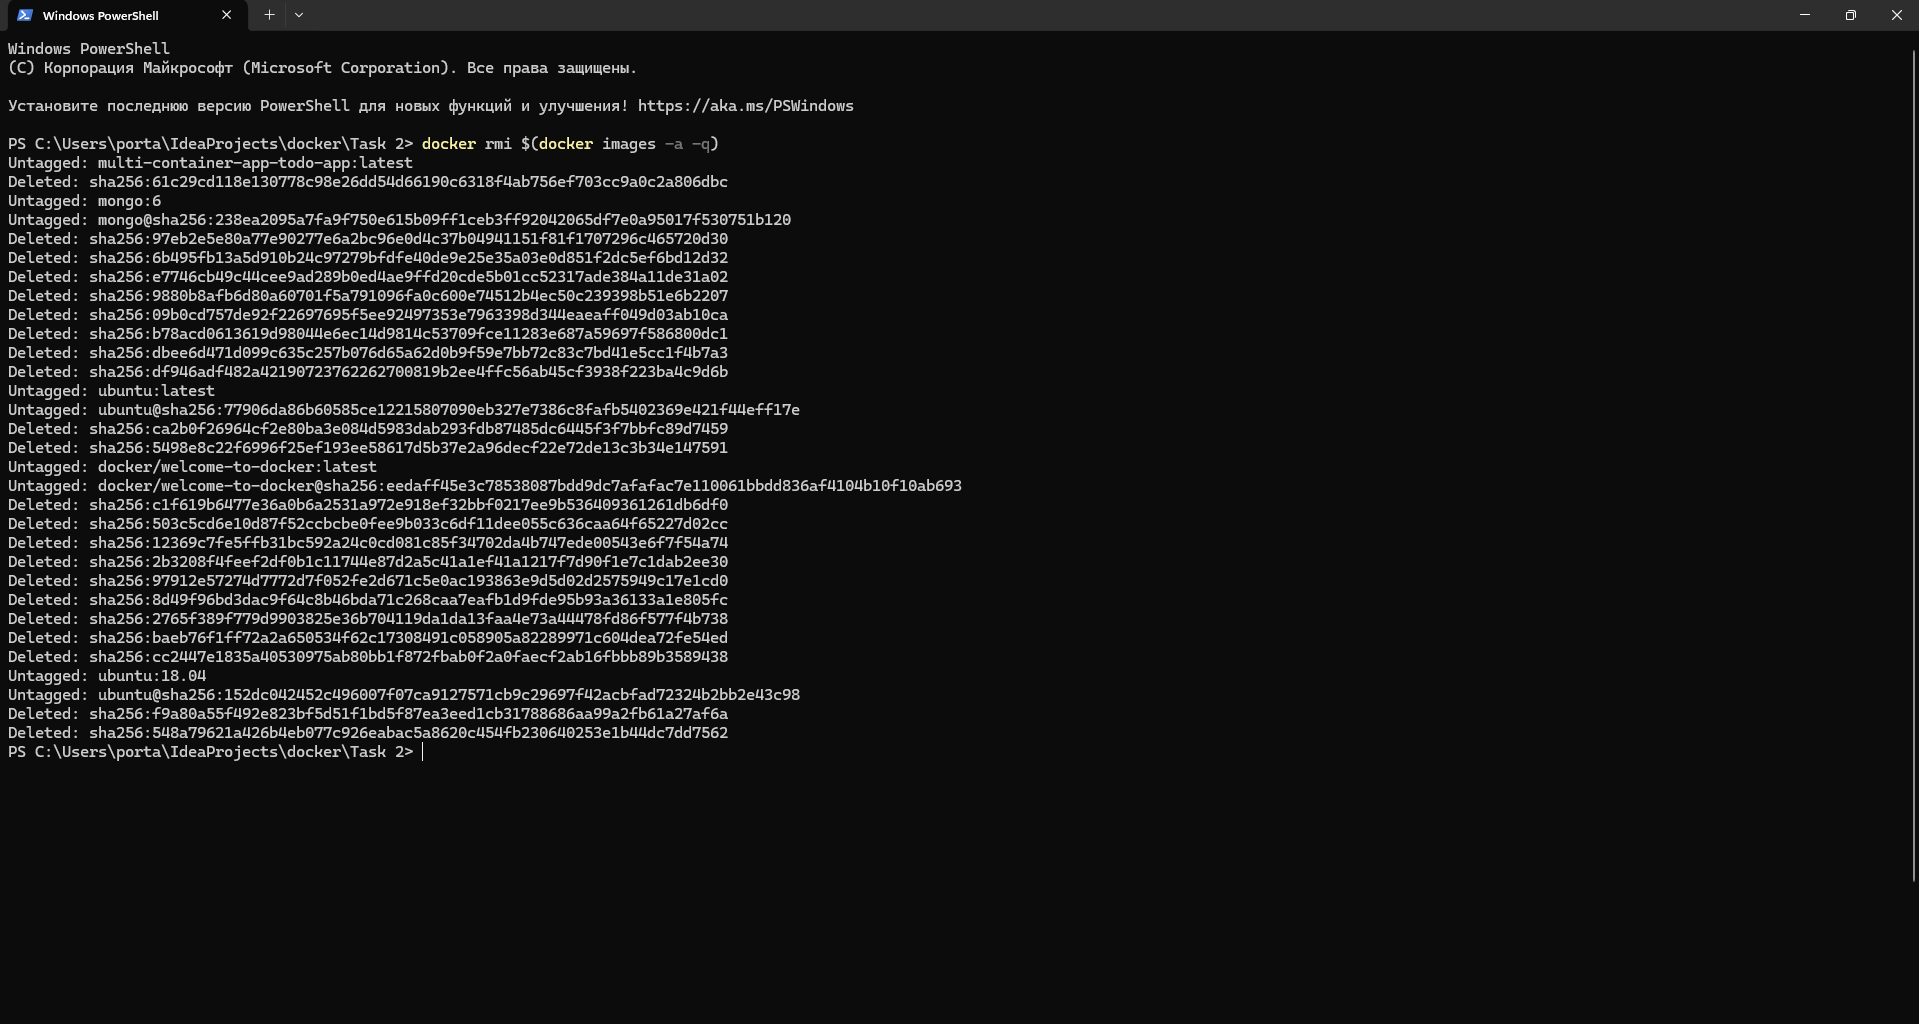 Windows PowerShell
Windows PowerShell
(C) Корпорация Майкрософт (Microsoft Corporation). Все права защищены.
Установите последнюю версию PowerShell для новых функций и улучшения! https://aka.ms/PSWindows
PS C:\Users\porta\IdeaProjects\docker\Task 2> docker rmi $(docker images -a -q)
Untagged: multi-container-app-todo-app:latest
Deleted: sha256:61c29cd118e130778c98e26dd54d66190c6318f4ab756ef703cc9a0c2a806dbc
Untagged: mongo:6
Untagged: mongo@sha256:238ea2095a7fa9f750e615b09ff1ceb3ff92042065df7e0a95017f530751b120
Deleted: sha256:97eb2e5e80a77e90277e6a2bc96e0d4c37b04941151f81f1707296c465720d30
Deleted: sha256:6b495fb13a5d910b24c97279bfdfe40de9e25e35a03e0d851f2dc5ef6bd12d32
Deleted: sha256:e7746cb49c44cee9ad289b0ed4ae9ffd20cde5b01cc52317ade384a11de31a02
Deleted: sha256:9880b8afb6d80a60701f5a791096fa0c600e74512b4ec50c239398b51e6b2207
Deleted: sha256:09b0cd757de92f22697695f5ee92497353e7963398d344eaeaff049d03ab10ca
Deleted: sha256:b78acd0613619d98044e6ec14d9814c53709fce11283e687a59697f586800dc1
Deleted: sha256:dbee6d471d099c635c257b076d65a62d0b9f59e7bb72c83c7bd41e5cc1f4b7a3
Deleted: sha256:df946adf482a42190723762262700819b2ee4ffc56ab45cf3938f223ba4c9d6b
Untagged: ubuntu:latest
Untagged: ubuntu@sha256:77906da86b60585ce12215807090eb327e7386c8fafb5402369e421f44eff17e
Deleted: sha256:ca2b0f26964cf2e80ba3e084d5983dab293fdb87485dc6445f3f7bbfc89d7459
Deleted: sha256:5498e8c22f6996f25ef193ee58617d5b37e2a96decf22e72de13c3b34e147591
Untagged: docker/welcome-to-docker:latest
Untagged: docker/welcome-to-docker@sha256:eedaff45e3c78538087bdd9dc7afafac7e110061bbdd836af4104b10f10ab693
Deleted: sha256:c1f619b6477e36a0b6a2531a972e918ef32bbf0217ee9b536409361261db6df0
Deleted: sha256:503c5cd6e10d87f52ccbcbe0fee9b033c6df11dee055c636caa64f65227d02cc
Deleted: sha256:12369c7fe5ffb31bc592a24c0cd081c85f34702da4b747ede00543e6f7f54a74
Deleted: sha256:2b3208f4feef2df0b1c11744e87d2a5c41a1ef41a1217f7d90f1e7c1dab2ee30
Deleted: sha256:97912e57274d7772d7f052fe2d671c5e0ac193863e9d5d02d2575949c17e1cd0
Deleted: sha256:8d49f96bd3dac9f64c8b46bda71c268caa7eafb1d9fde95b93a36133a1e805fc
Deleted: sha256:2765f389f779d9903825e36b704119da1da13faa4e73a44478fd86f577f4b738
Deleted: sha256:baeb76f1ff72a2a650534f62c17308491c058905a82289971c604dea72fe54ed
Deleted: sha256:cc2447e1835a40530975ab80bb1f872fbab0f2a0faecf2ab16fbbb89b3589438
Untagged: ubuntu:18.04
Untagged: ubuntu@sha256:152dc042452c496007f07ca9127571cb9c29697f42acbfad72324b2bb2e43c98
Deleted: sha256:f9a80a55f492e823bf5d51f1bd5f87ea3eed1cb31788686aa99a2fb61a27af6a
Deleted: sha256:548a79621a426b4eb077c926eabac5a8620c454fb230640253e1b44dc7dd7562
PS C:\Users\porta\IdeaProjects\docker\Task 2>